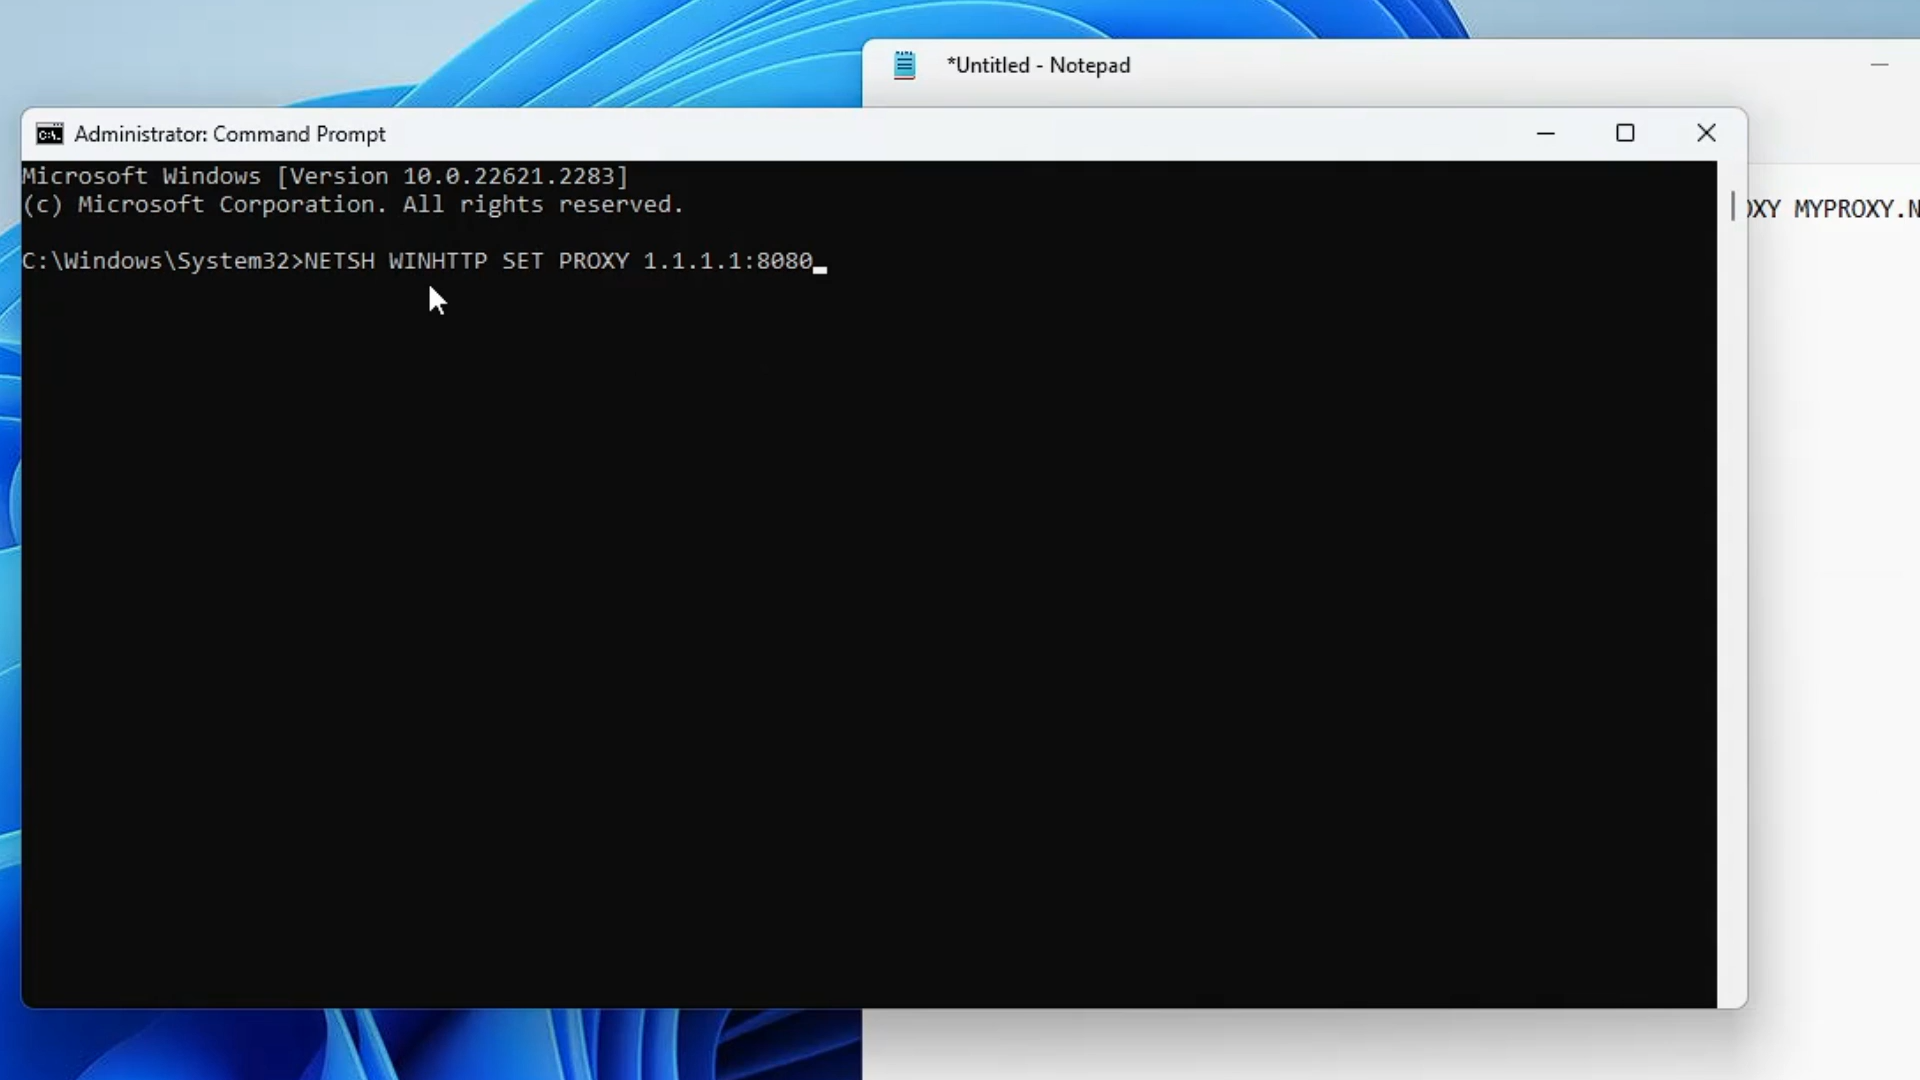 *Untitled - Notepad
Administrator: Command Prompt
Microsoft Windows [Version 10.0.22621.2283]
(c) Microsoft Corporation. All rights reserved.
MYPROXY.N
C:\Windows\System32>NETSH WINHTTP SET PROXY 1.1.1.1:8080